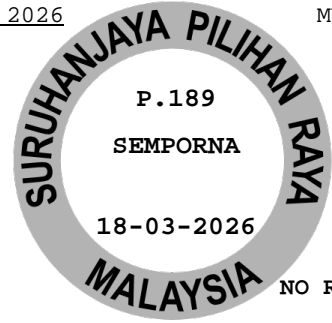 2026
M
SURUHANJAYA PILIHAN RAYA
P.189
SEMPORNA
18-03-2026
MALAYSIA
NO R